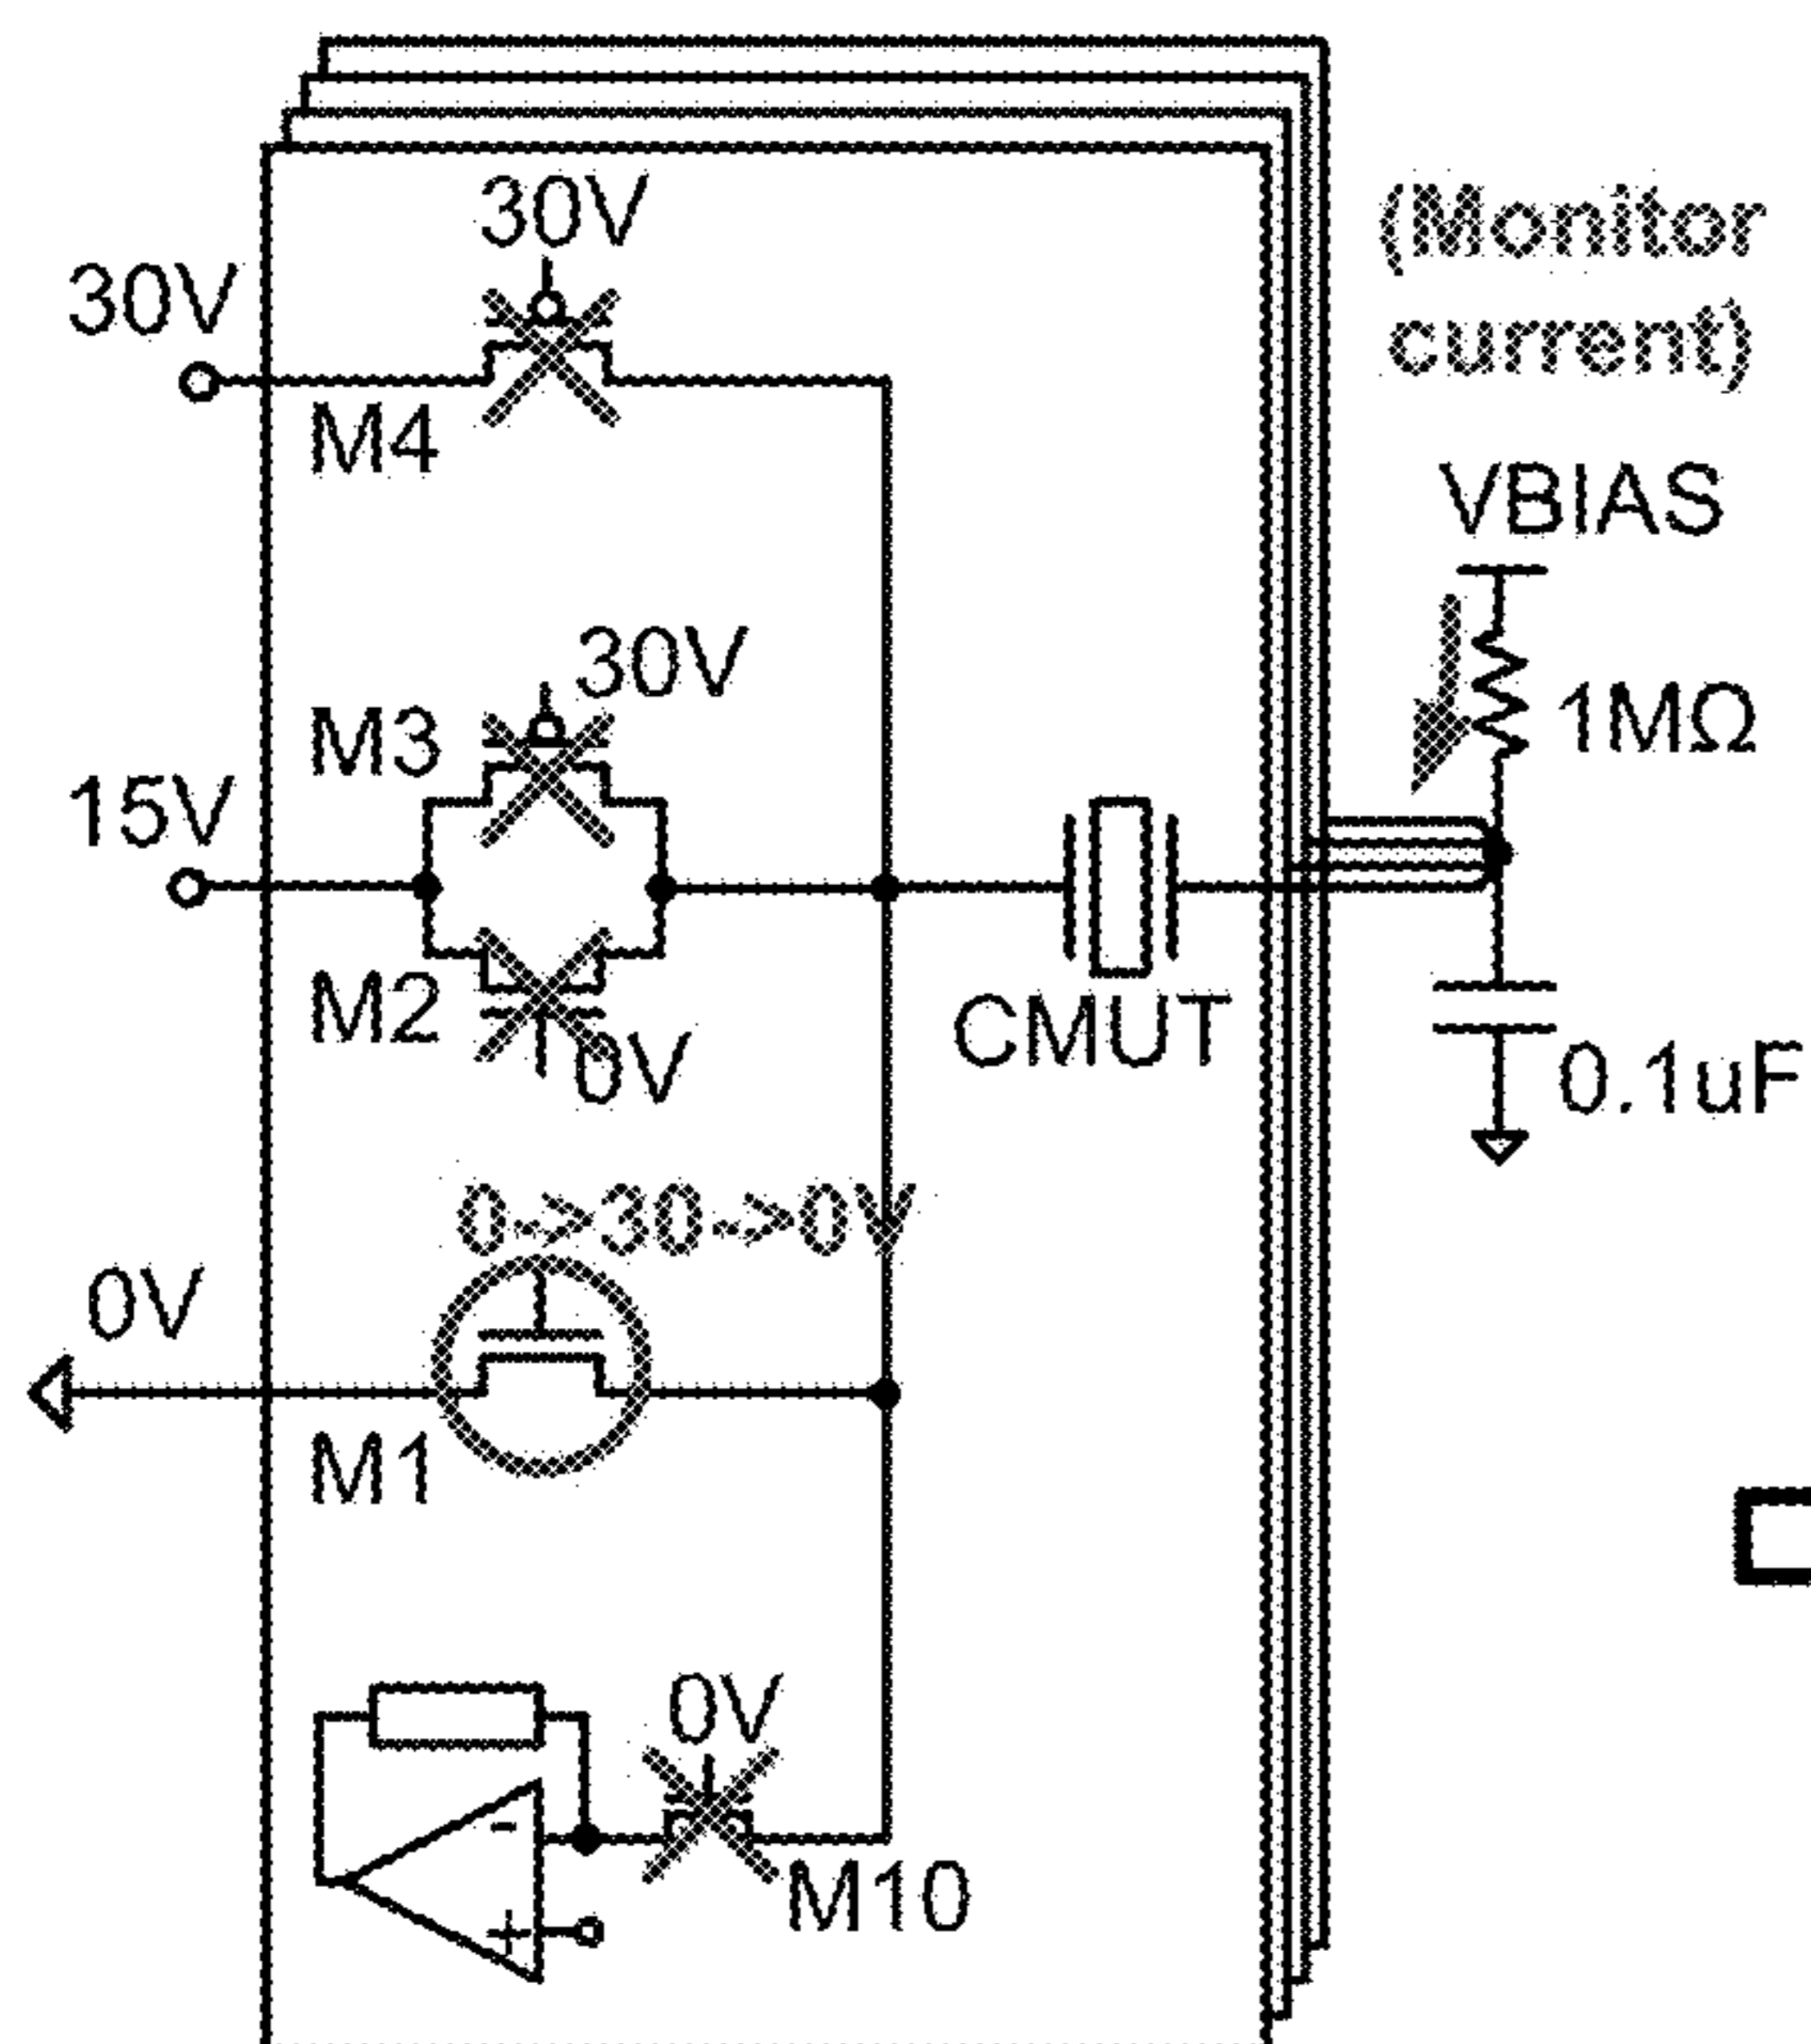 30V
30V
M4
(Monitor
current)
VBIAS
1MΩ
30V
M3
15V
M2
0V
CMUT
0.1uF
0->30->0V
0V
M1
0V
-
+
M10